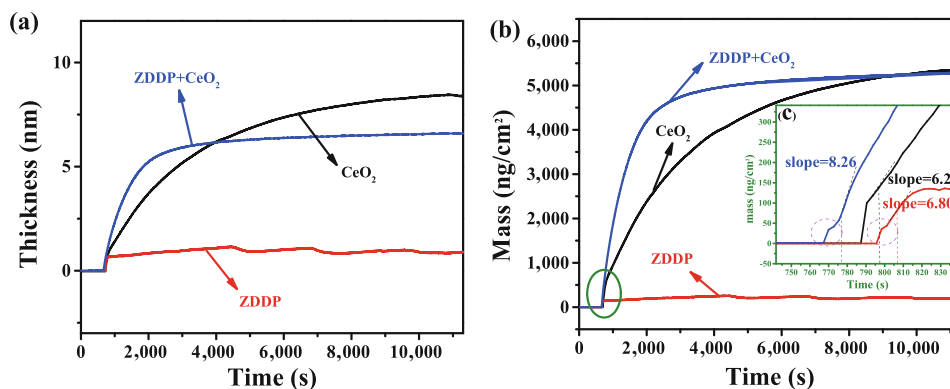 (a)
Thickness (nm)
10
5
0
ZDDP+CeO₂
CeO₂
ZDDP
0 2,000 4,000 6,000 8,000 10,000
Time (s)
(b)
Mass (ng/cm²)
6,000
5,000
4,000
3,000
2,000
1,000
0
ZDDP+CeO₂
CeO₂
ZDDP
0 2,000 4,000 6,000 8,000 10,000
Time (s)
(c)
mass (ng/cm²)
300
250
200
150
100
50
0
-50
slope=8.26
slope=6.2
slope=6.80
750 760 770 780 790 800 810 820 830
Time (s)